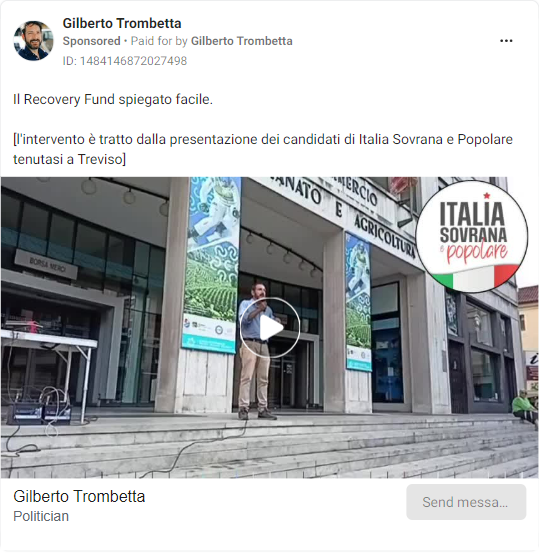 Gilberto Trombetta
Sponsored • Paid for by Gilberto Trombetta
ID: 1484146872027498
Il Recovery Fund spiegato facile.
[l'intervento è tratto dalla presentazione dei candidati di Italia Sovrana e Popolare
tenutasi a Treviso]
MMERCIO
IANATO E AGRICOLTURA
BORSA MERCI
ITALIA
SOVRANA
e popolare
Gilberto Trombetta
Politician
Send messa...